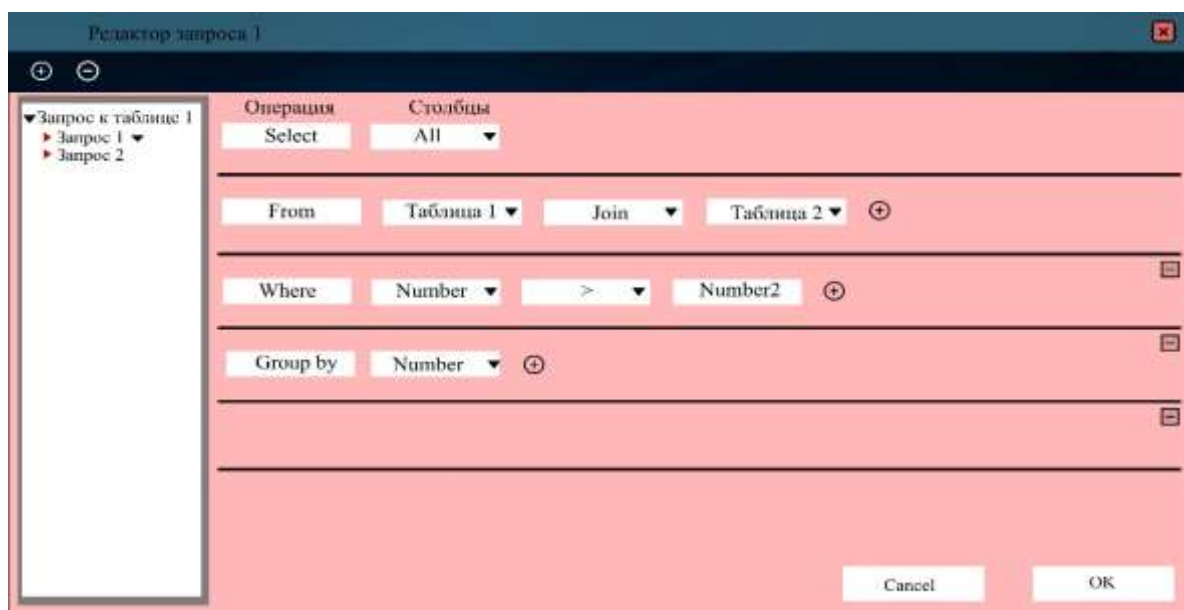 Редактор запроса 1
Запрос к таблице 1
Запрос 1
Запрос 2
Операция Столбцы
Select All
From Таблица 1 Join Таблица 2
Where Number > Number2
Group by Number
Cancel OK